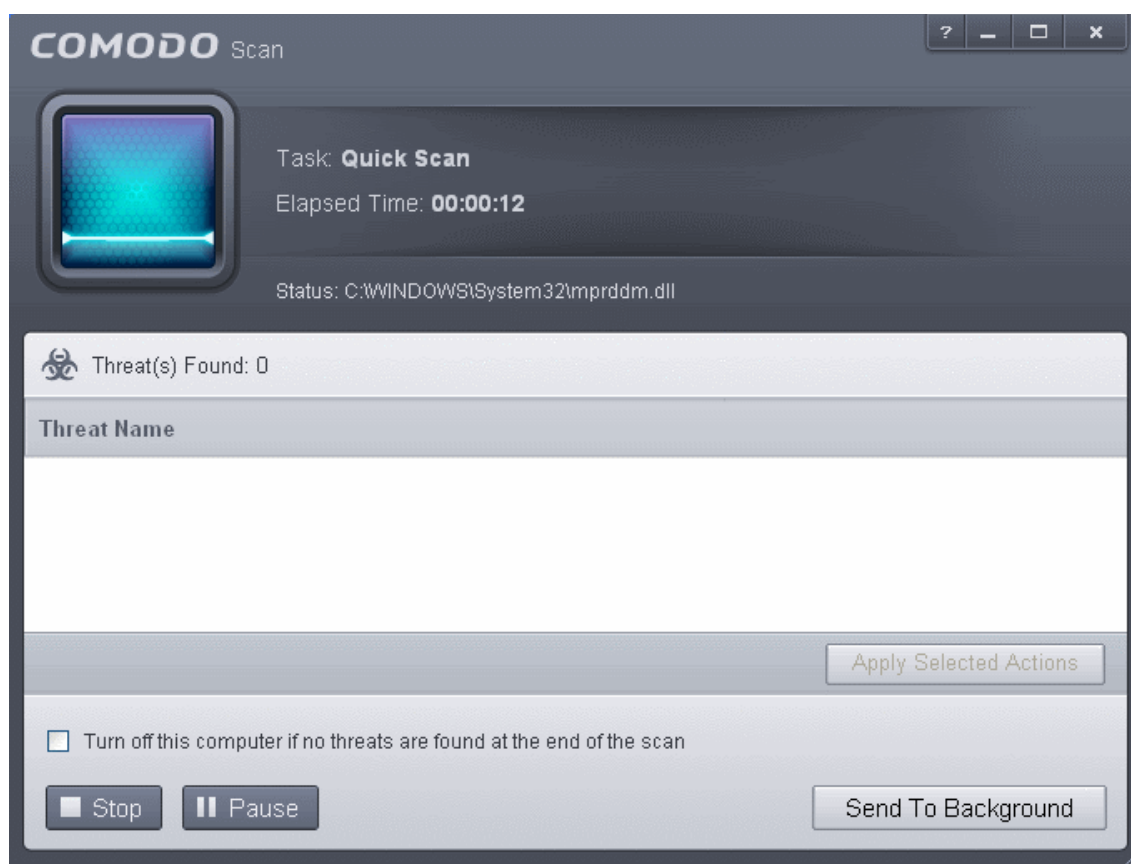 COMODO Scan
?
Task: Quick Scan
Elapsed Time: 00:00:12
Status: C:\WINDOWS\System32\mprddm.dll
Threat(s) Found: 0
Threat Name
Apply Selected Actions
Turn off this computer if no threats are found at the end of the scan
Stop Pause Send To Background